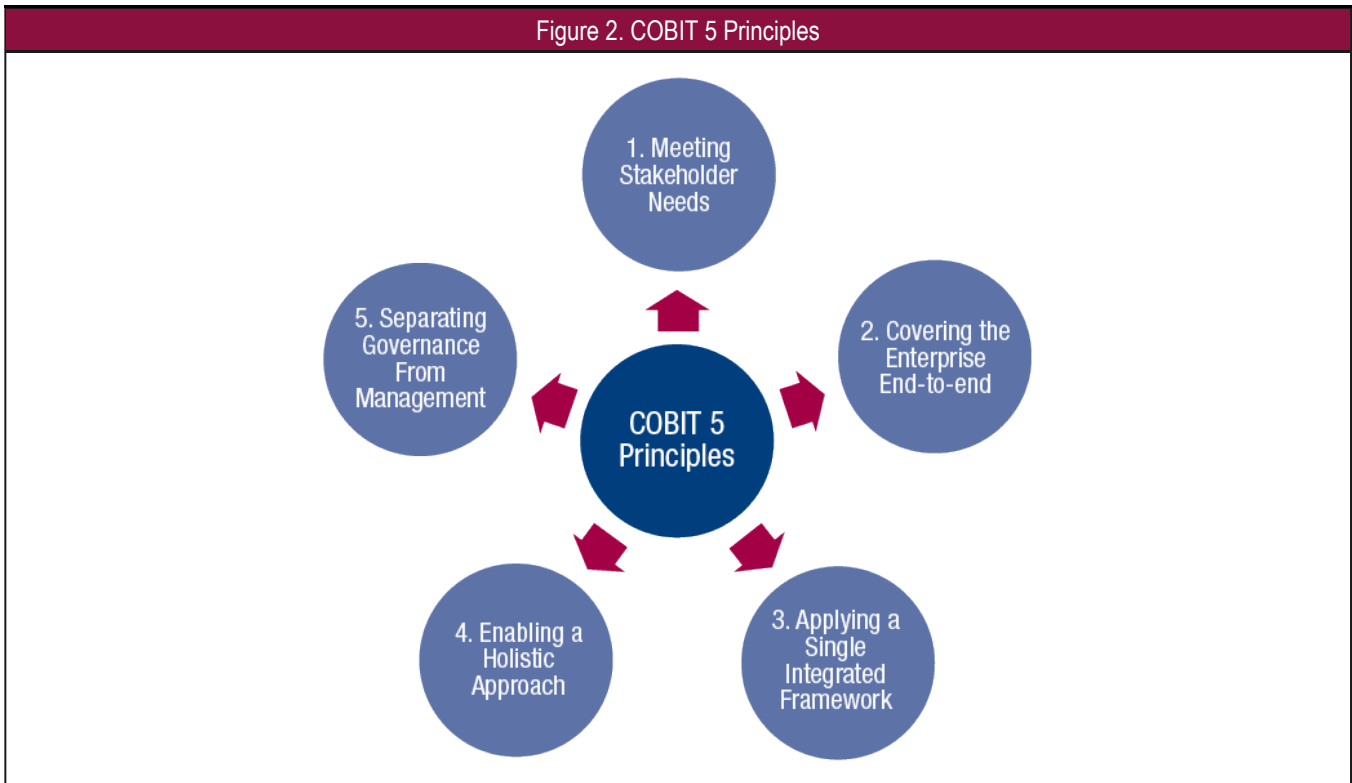 Figure 2. COBIT 5 Principles
1. Meeting
Stakeholder
Needs
2. Covering the
Enterprise
End-to-end
3. Applying a
Single
Integrated
Framework
4. Enabling a
Holistic
Approach
5. Separating
Governance
From
Management
COBIT 5
Principles